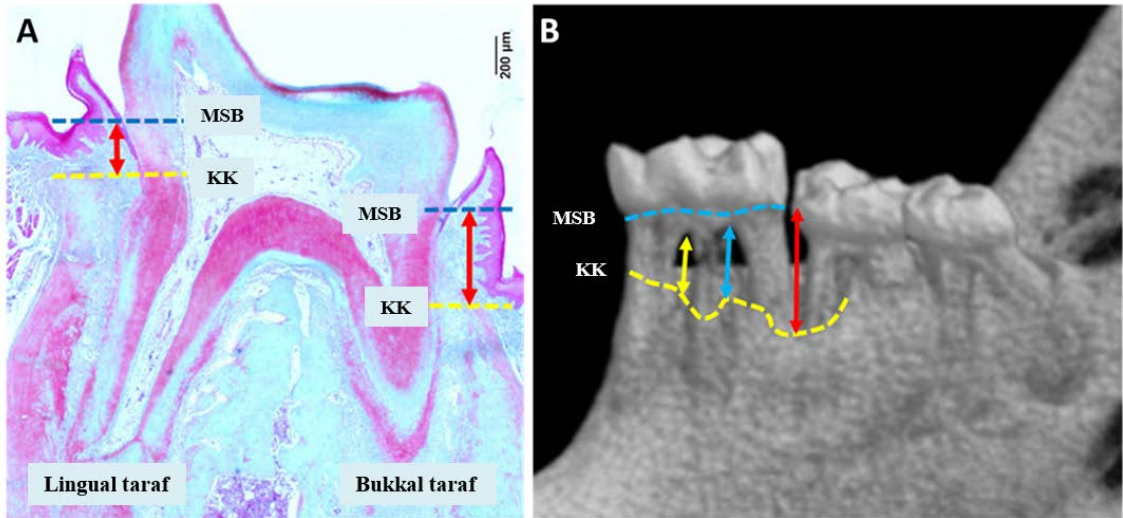 A
200 µm
MSB
KK
MSB
KK
Lingual taraf
Bukkal taraf
B
MSB
KK